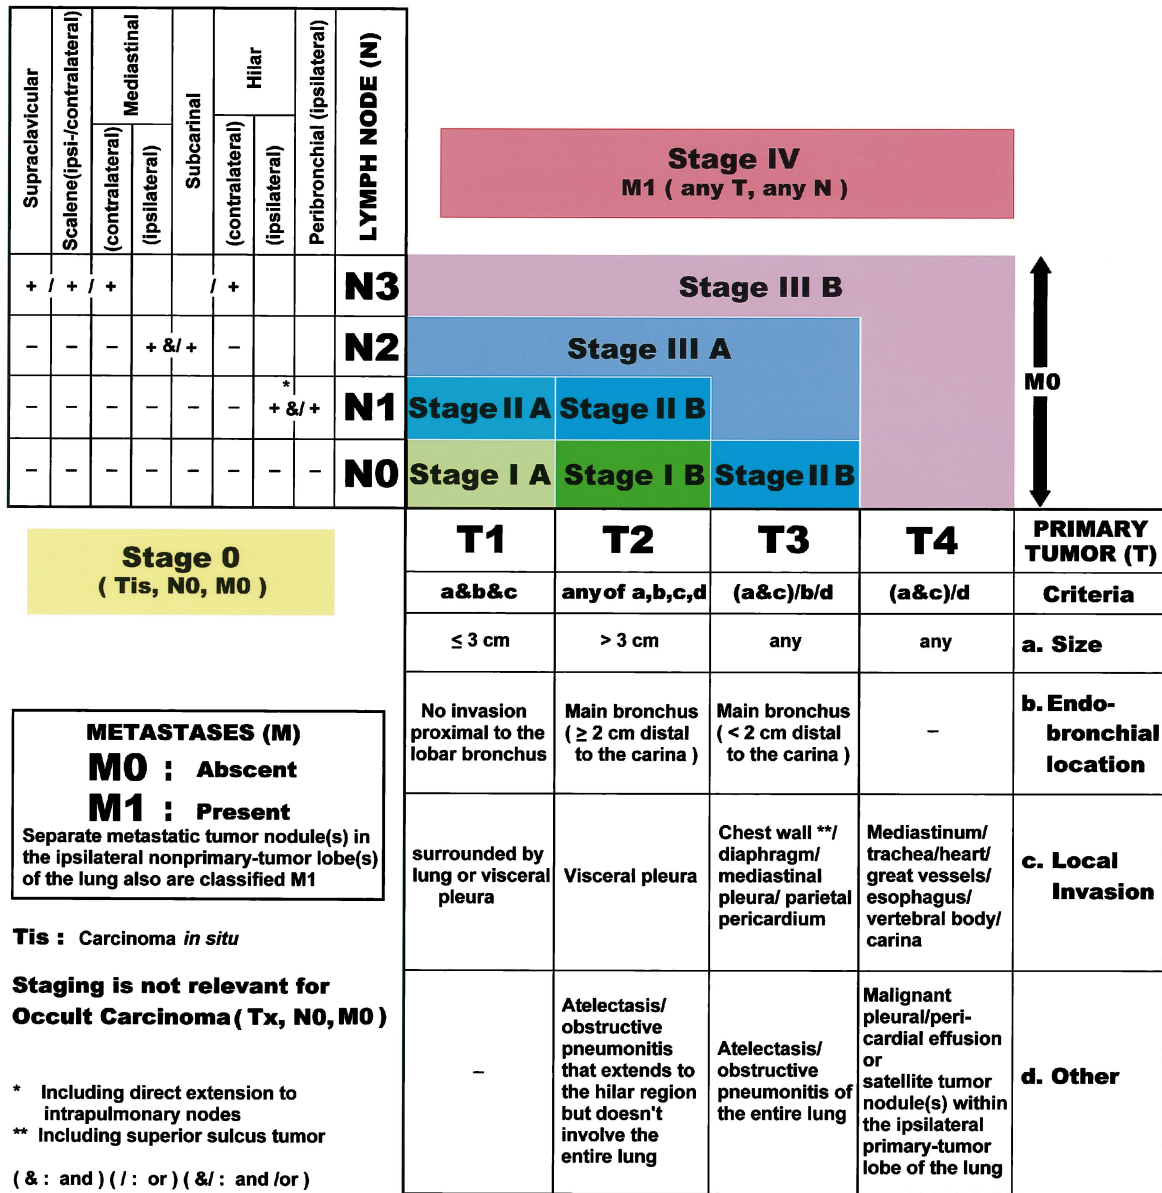 Supraclavicular
Scalene(ipsi-/contralateral)
Mediastinal
(contralateral)
(ipsilateral)
Subcarinal
Hilar
(contralateral)
(ipsilateral)
Peribronchial (ipsilateral)
LYMPH NODE (N)
Stage IV
M1 ( any T, any N )
+ / + / + / + N3
Stage III B
– – – + &/ + – N2
Stage III A
M0
*
– – – – – – + &/ + N1
Stage II A Stage II B
– – – – – – – – N0
Stage I A Stage I B Stage II B
Stage 0
( Tis, N0, M0 )
T1 T2 T3 T4 PRIMARY
TUMOR (T)
a&b&c any of a,b,c,d (a&c)/b/d (a&c)/d Criteria
≤ 3 cm > 3 cm any any a. Size
No invasion
proximal to the
lobar bronchus
Main bronchus
( ≥ 2 cm distal
to the carina )
Main bronchus
( < 2 cm distal
to the carina )
–
b. Endo-
bronchial
location
surrounded by
lung or visceral
pleura
Visceral pleura
Chest wall **/
diaphragm/
mediastinal
pleura/ parietal
pericardium
Mediastinum/
trachea/heart/
great vessels/
esophagus/
vertebral body/
carina
c. Local
Invasion
–
Atelectasis/
obstructive
pneumonitis
that extends to
the hilar region
but doesn't
involve the
entire lung
Atelectasis/
obstructive
pneumonitis of
the entire lung
Malignant
pleural/peri-
cardial effusion
or
satellite tumor
nodule(s) within
the ipsilateral
primary-tumor
lobe of the lung
d. Other
METASTASES (M)
M0 : Abscent
M1 : Present
Separate metastatic tumor nodule(s) in
the ipsilateral nonprimary-tumor lobe(s)
of the lung also are classified M1
Tis : Carcinoma in situ
Staging is not relevant for
Occult Carcinoma ( Tx, N0, M0 )
* Including direct extension to
intrapulmonary nodes
** Including superior sulcus tumor
( & : and ) ( / : or ) ( &/ : and /or )